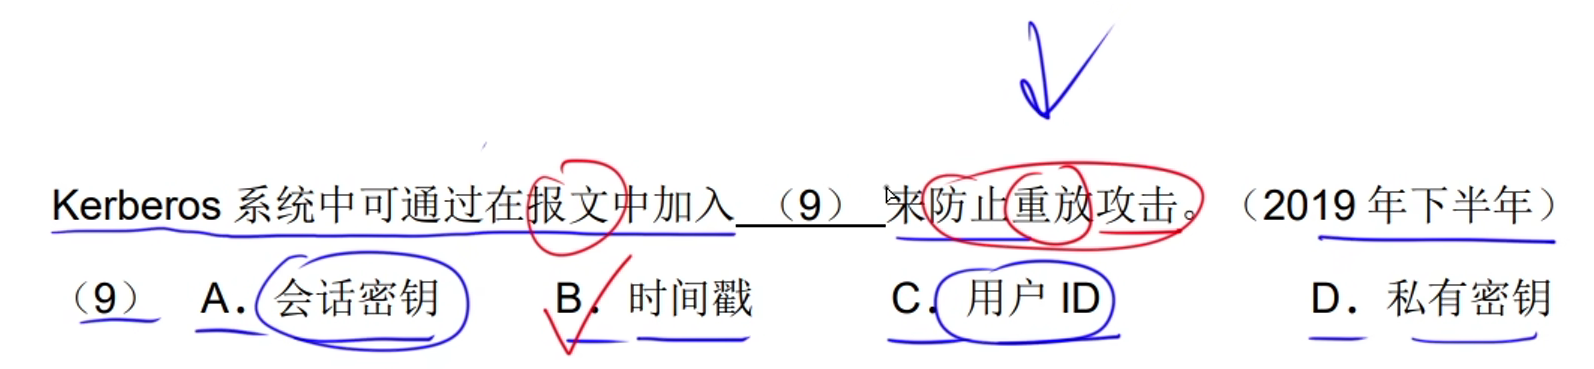 Kerberos 系统中可通过在报文中加入 （9） 来防止重放攻击。（2019 年下半年）
（9） A. 会话密钥 B. 时间戳 C. 用户 ID D. 私有密钥